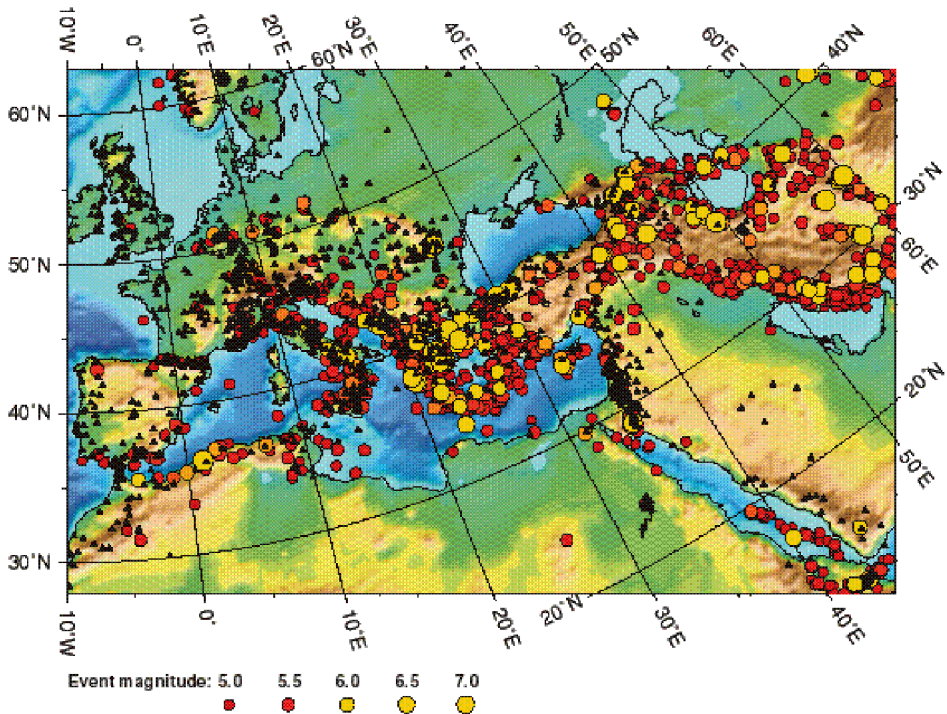 10˚W 0˚ 10˚E 20˚E 60˚N 30˚E 40˚E 50˚E 50˚N 60˚E 40˚N
60˚N
30˚N
60˚E
50˚N
40˚N
20˚N
50˚E
30˚N
10˚W 0˚ 10˚E 20˚E 20˚N 30˚E 40˚E
Event magnitude: 5.0 5.5 6.0 6.5 7.0